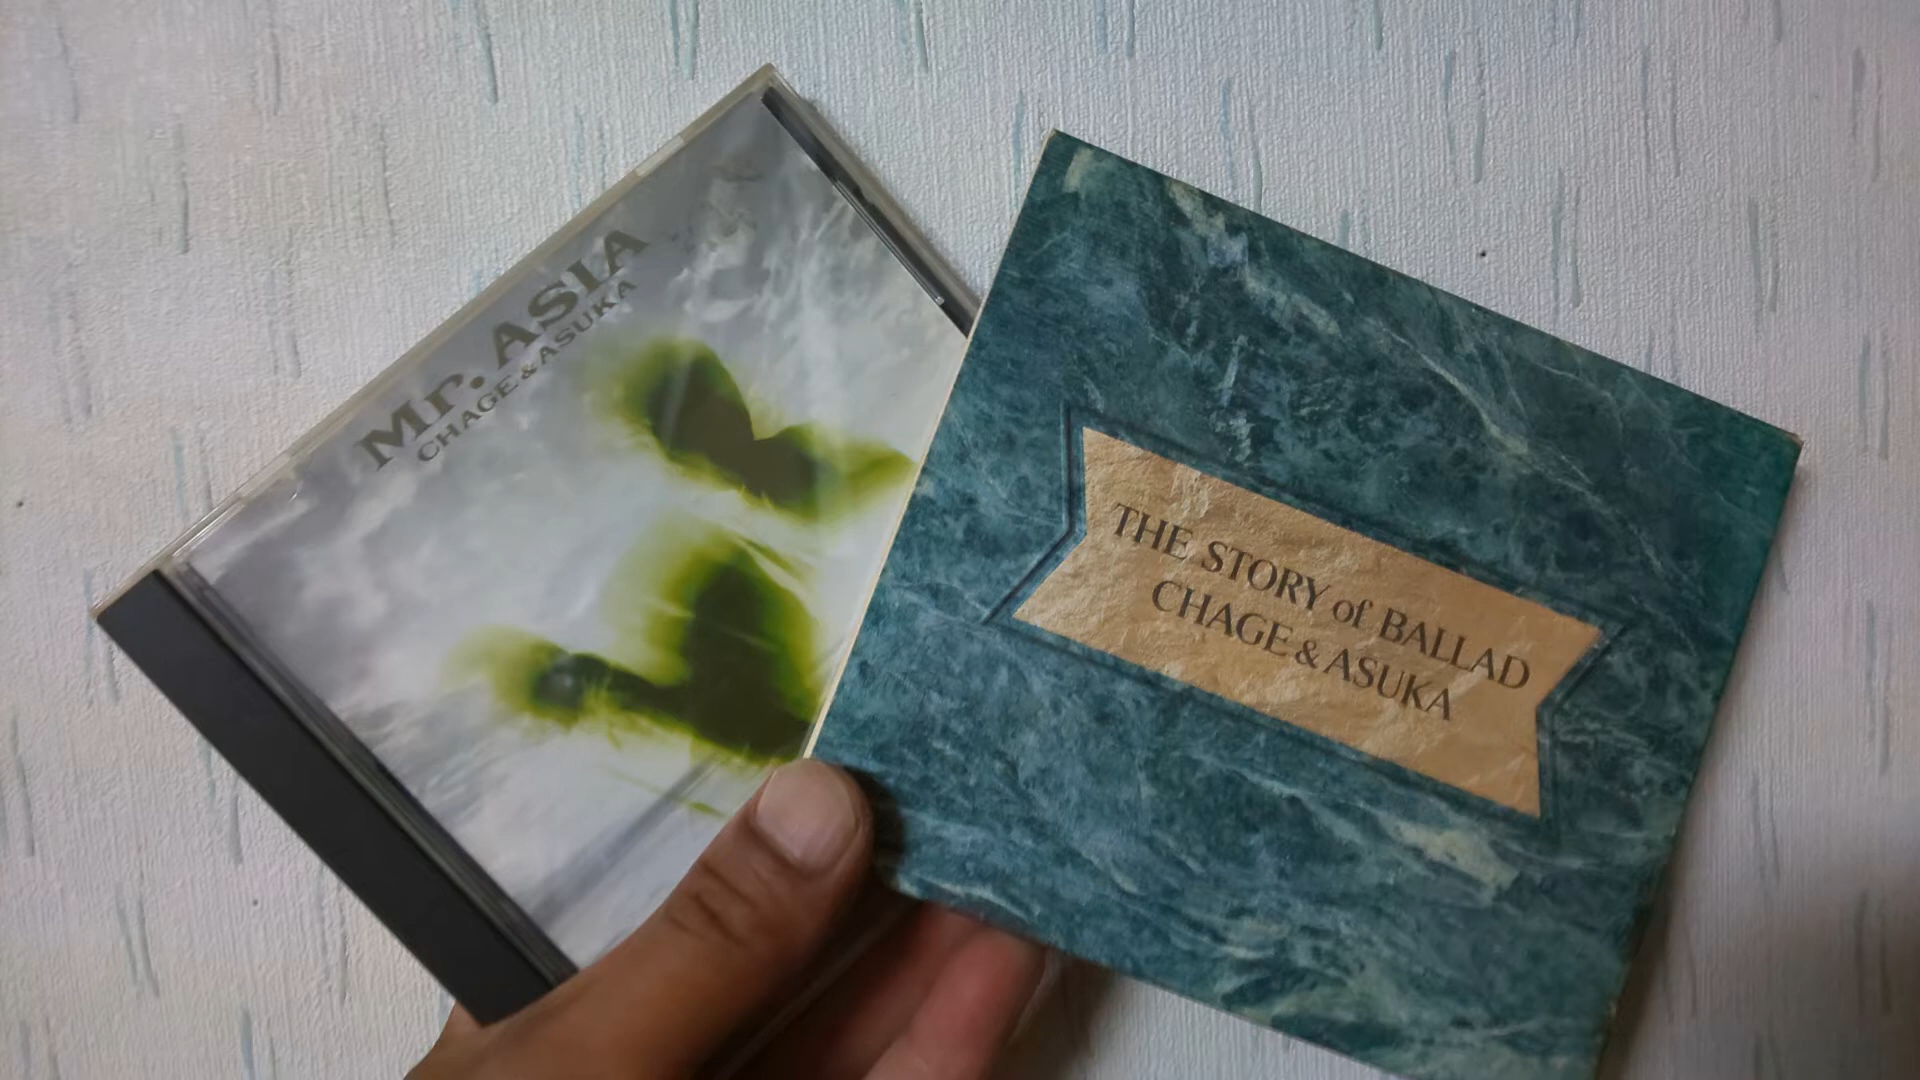 Mr. ASIA
CHAGE & ASUKA
THE STORY of BALLAD
CHAGE & ASUKA